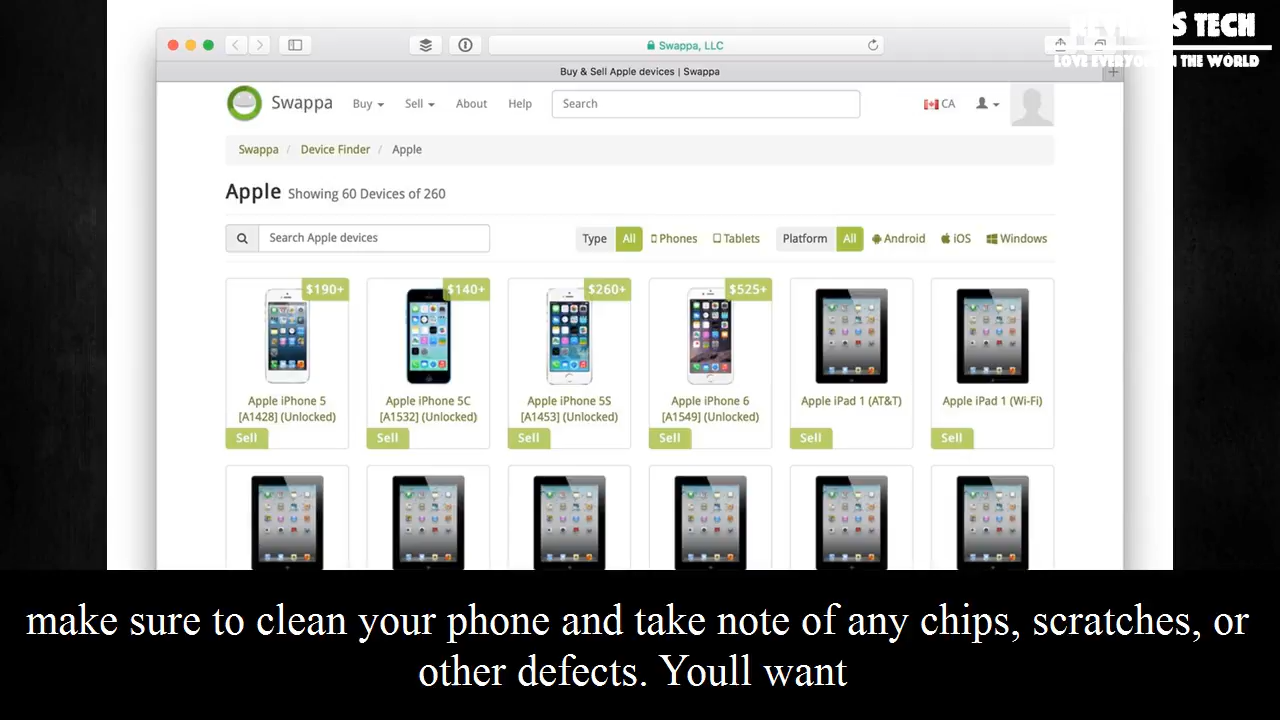 REVIEWS TECH
LOVE EVERYONE IN THE WORLD
Swappa, LLC
Buy & Sell Apple devices | Swappa
Swappa Buy Sell About Help Search CA
Swappa / Device Finder / Apple
Apple Showing 60 Devices of 260
Search Apple devices Type All Phones Tablets Platform All Android iOS Windows
$190+ $140+ $260+ $525+
Apple iPhone 5 Apple iPhone 5C Apple iPhone 5S Apple iPhone 6 Apple iPad 1 (AT&T) Apple iPad 1 (Wi-Fi)
[A1428] (Unlocked) [A1532] (Unlocked) [A1453] (Unlocked) [A1549] (Unlocked)
Sell Sell Sell Sell Sell Sell
make sure to clean your phone and take note of any chips, scratches, or
other defects. Youll want